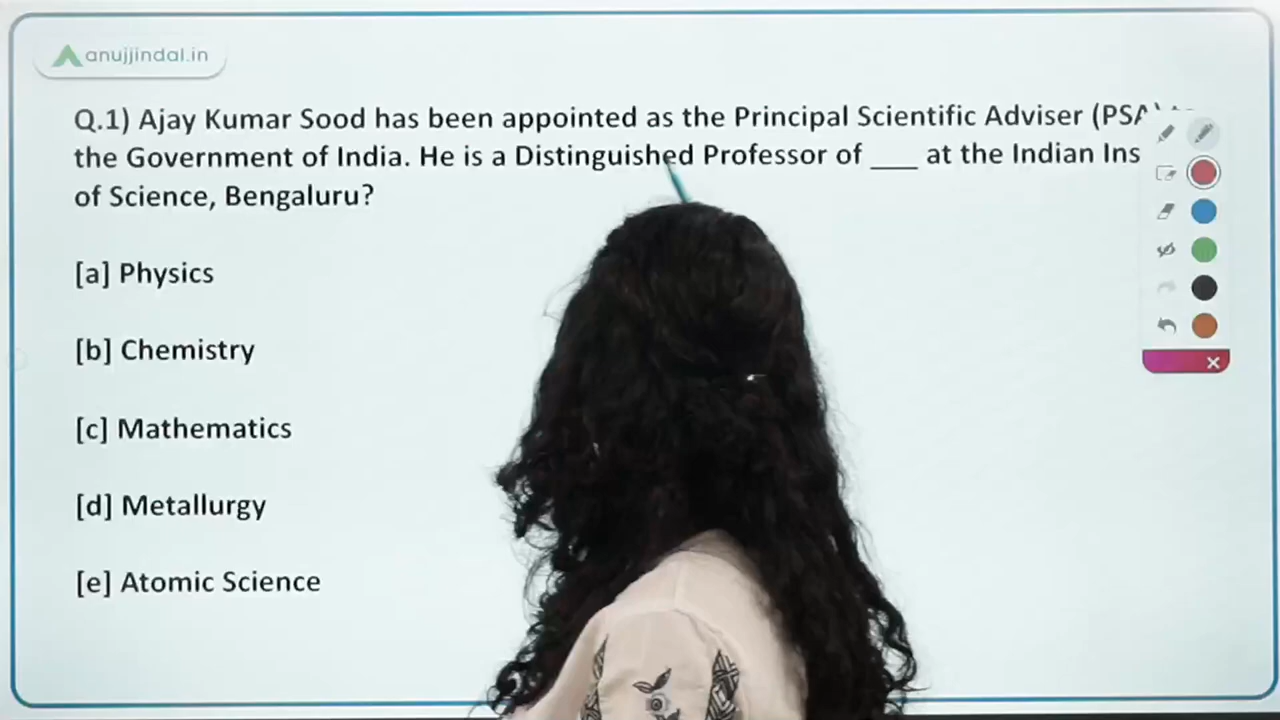 anujjindal.in
Q.1) Ajay Kumar Sood has been appointed as the Principal Scientific Adviser (PSA)
the Government of India. He is a Distinguished Professor of ___ at the Indian Ins
of Science, Bengaluru?
[a] Physics
[b] Chemistry
[c] Mathematics
[d] Metallurgy
[e] Atomic Science